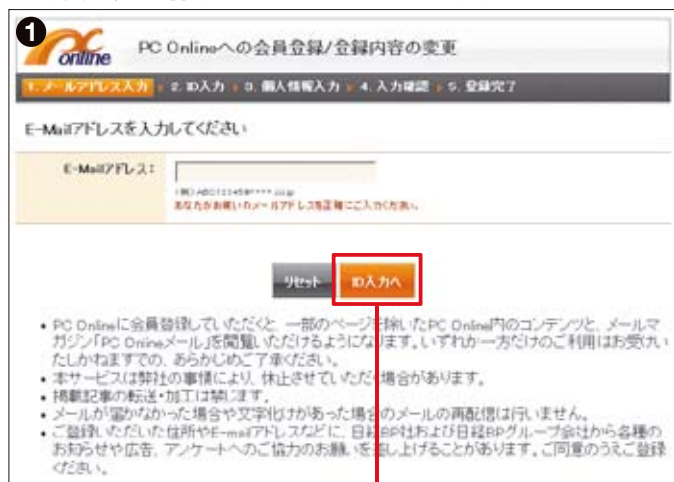 1
PC online
PC Onlineへの会員登録/登録内容の変更
1. メールアドレス入力 2. ID入力 3. 個人情報入力 4. 入力確認 5. 登録完了
E-Mailアドレスを入力してください
E-Mailアドレス：
あなたがお使いのメールアドレスを正確にご入力ください。
リセット ID入力へ
• PC Onlineに会員登録していただくと、一部のページを除いたPC Online内のコンテンツと、メールマ
ガジン「PC Onlineメール」を閲覧いただけるようになります。いずれか一方だけのご利用はお受けい
たしかねますので、あらかじめご了承ください。
• 本サービスは弊社の事情により、休止させていただく場合があります。
• 掲載記事の転送・加工は禁じます。
• メールが届かなかった場合や文字化けがあった場合のメールの再配信は行いません。
• ご登録いただいた住所やE-mailアドレスなどに、日経BP社および日経BPグループ会社から各種の
お知らせや広告、アンケートへのご協力のお願いを差し上げることがあります。ご同意のうえご登録
ください。